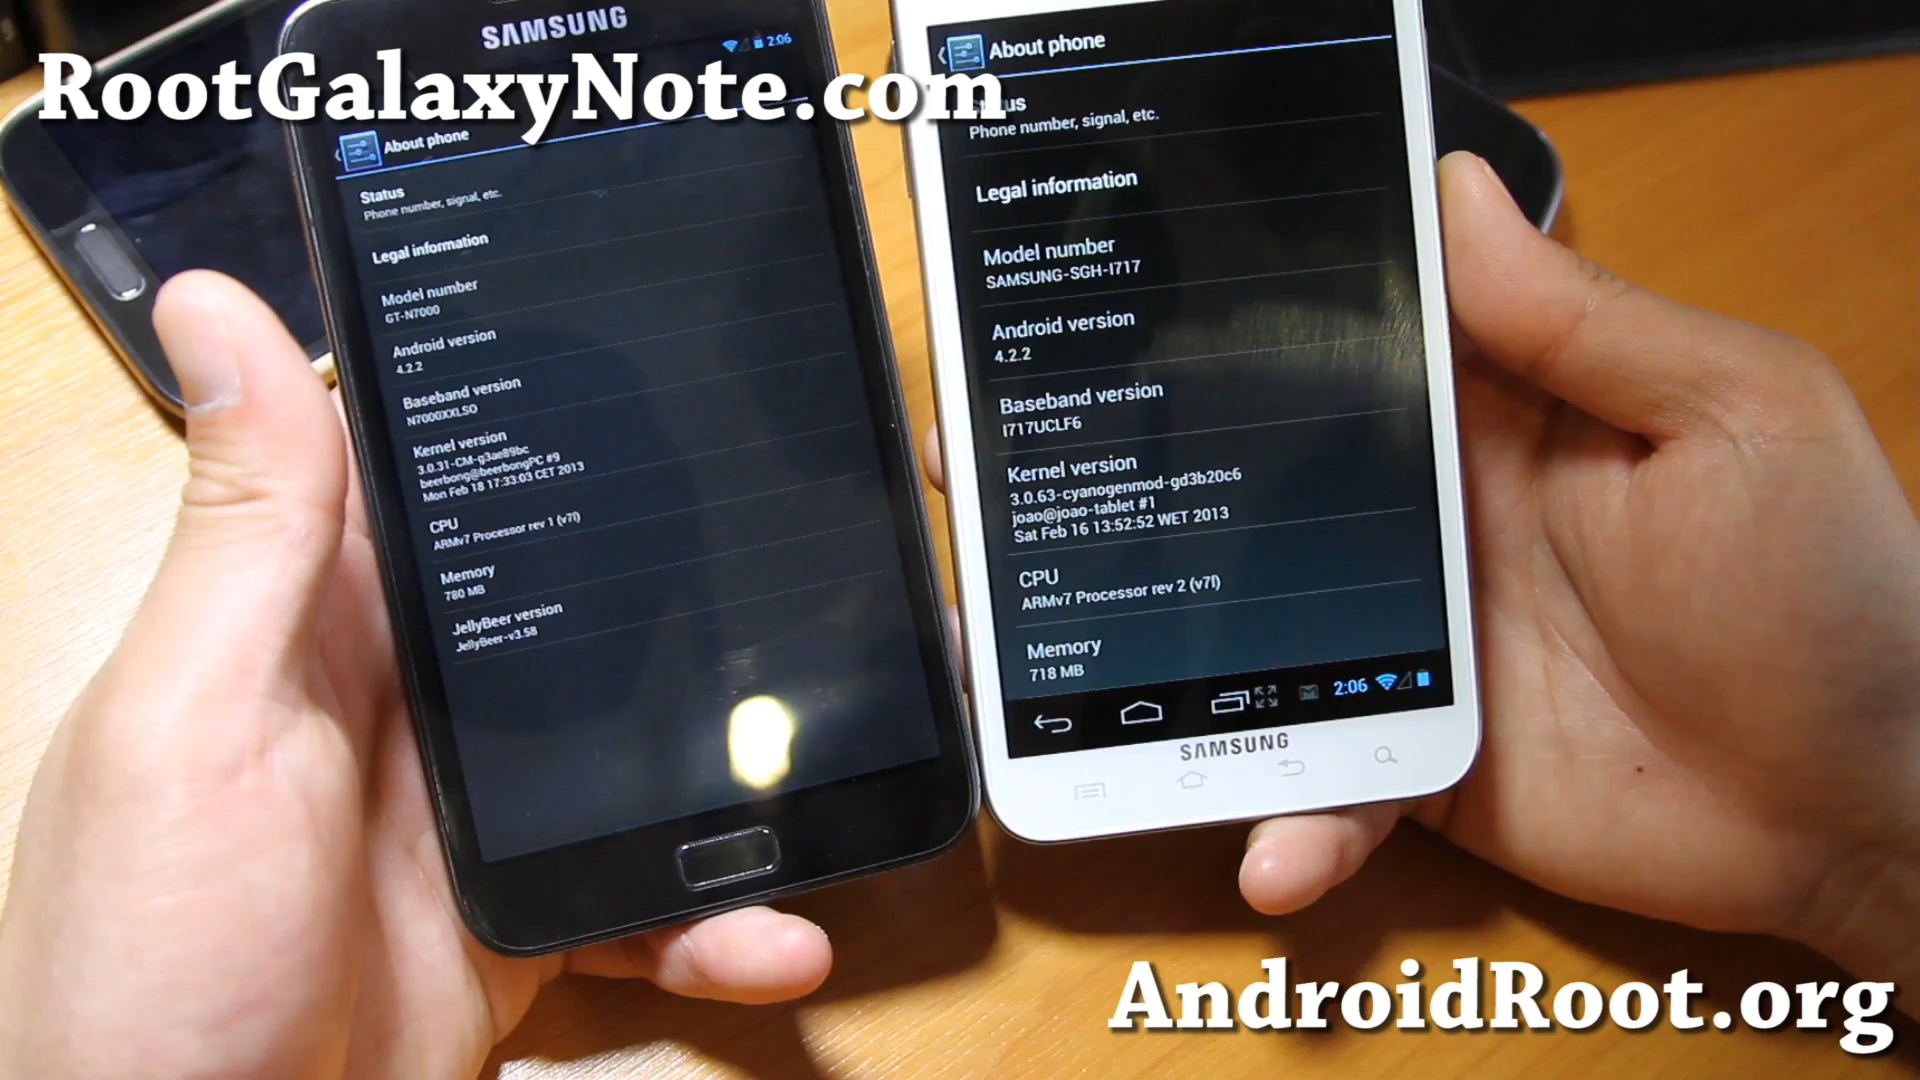 RootGalaxyNote.com
SAMSUNG
2:06
About phone
Status
Phone number, signal, etc.
Legal information
Model number
GT-N7000
Android version
4.2.2
Baseband version
N7000XXLSO
Kernel version
3.0.31-CM-g3ae89bc
beerbong@beerbongPC #9
Mon Feb 18 17:33:03 CET 2013
CPU
ARMv7 Processor rev 1 (v7l)
Memory
780 MB
JellyBeer version
JellyBeer-v3.58
About phone
Status
Phone number, signal, etc.
Legal information
Model number
SAMSUNG-SGH-I717
Android version
4.2.2
Baseband version
I717UCLF6
Kernel version
3.0.63-cyanogenmod-gd3b20c6
joao@joao-tablet #1
Sat Feb 16 13:52:52 WET 2013
CPU
ARMv7 Processor rev 2 (v7l)
Memory
718 MB
2:06
SAMSUNG
AndroidRoot.org